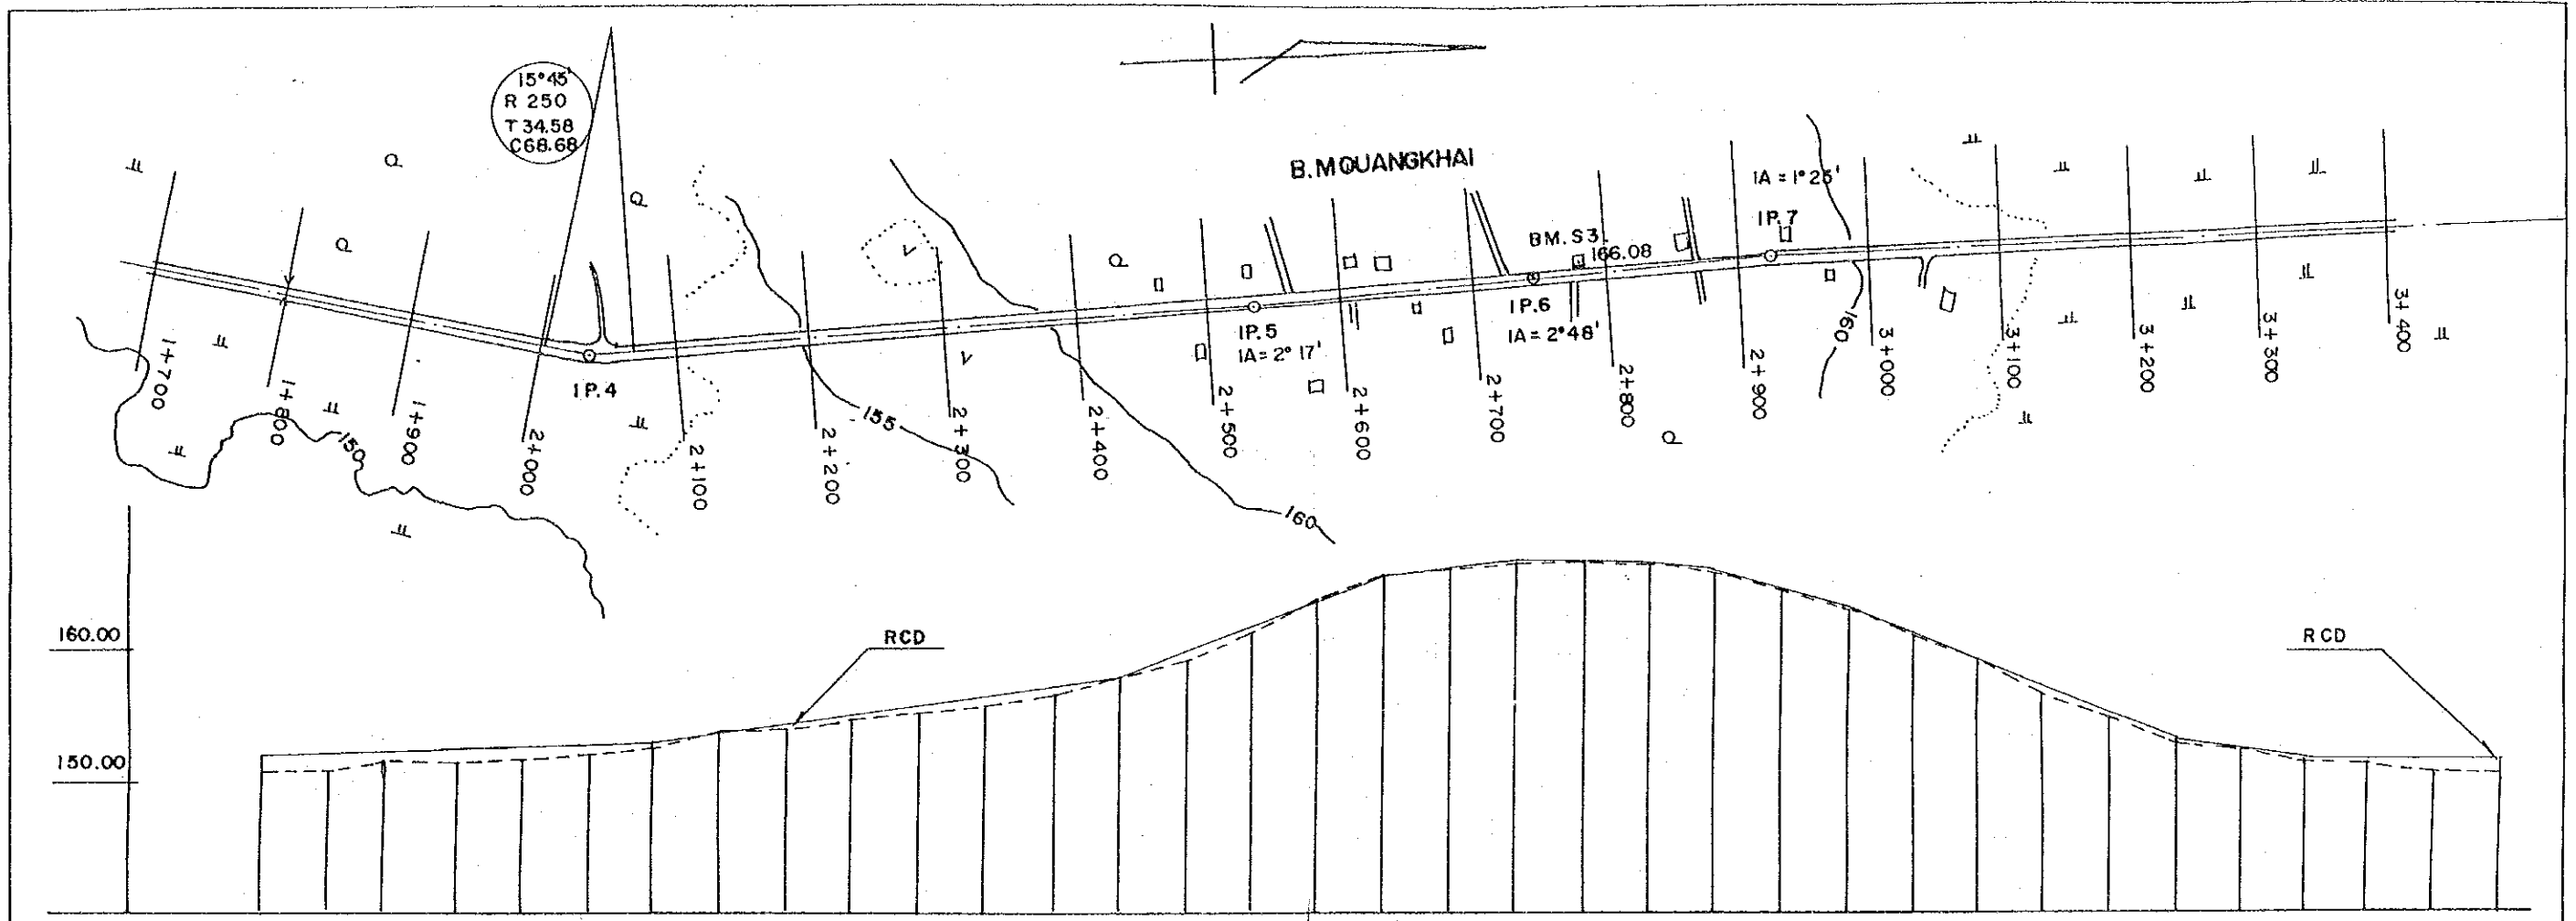 15°45'
R 250
T 34.58
C68.68
B. MOUANGKHAI
IA = 1°25'
IP. 7
BM. S3.
166.08
IP.6
IA = 2°48'
IP.5
IA = 2°17'
IP.4
160
155
150
160
1+700
1+800
1+900
2+000
2+100
2+200
2+300
2+400
2+500
2+600
2+700
2+800
2+900
3+000
3+100
3+200
3+300
3+400
160.00
150.00
RCD
RCD